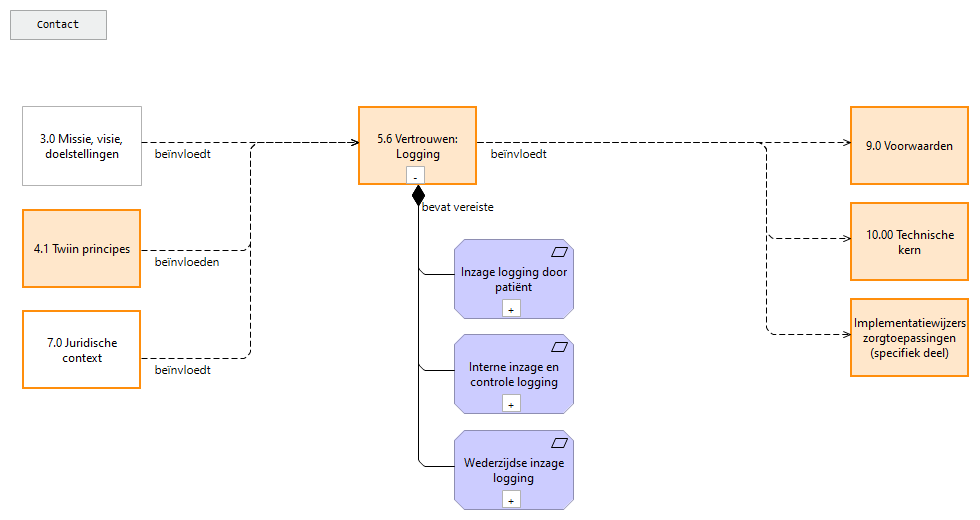 Contact
3.0 Missie, visie,
doelstellingen
beïnvloedt
4.1 Twiin principes
beïnvloeden
7.0 Juridische
context
beïnvloedt
5.6 Vertrouwen:
Logging
-
beïnvloedt
bevat vereiste
Inzage logging door
patiënt
+
Interne inzage en
controle logging
+
Wederzijdse inzage
logging
+
9.0 Voorwaarden
10.00 Technische
kern
Implementatiewijzers
zorgtoepassingen
(specifiek deel)